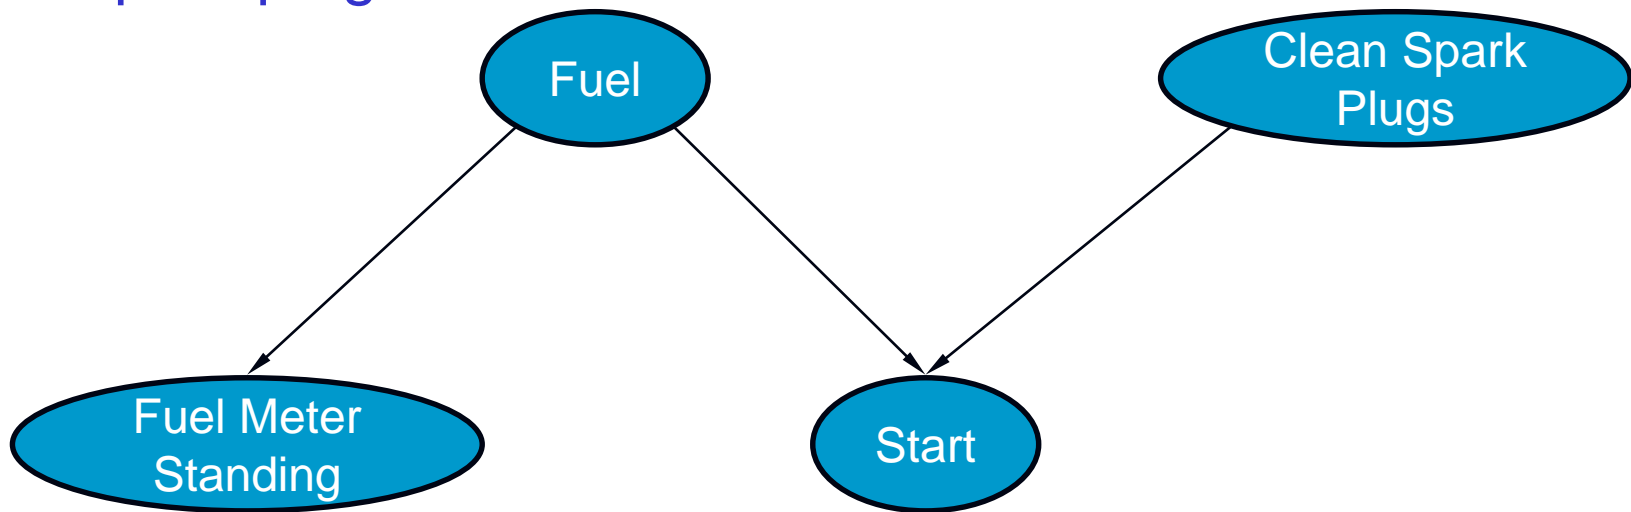 Fuel
Clean Spark
Plugs
Fuel Meter
Standing
Start